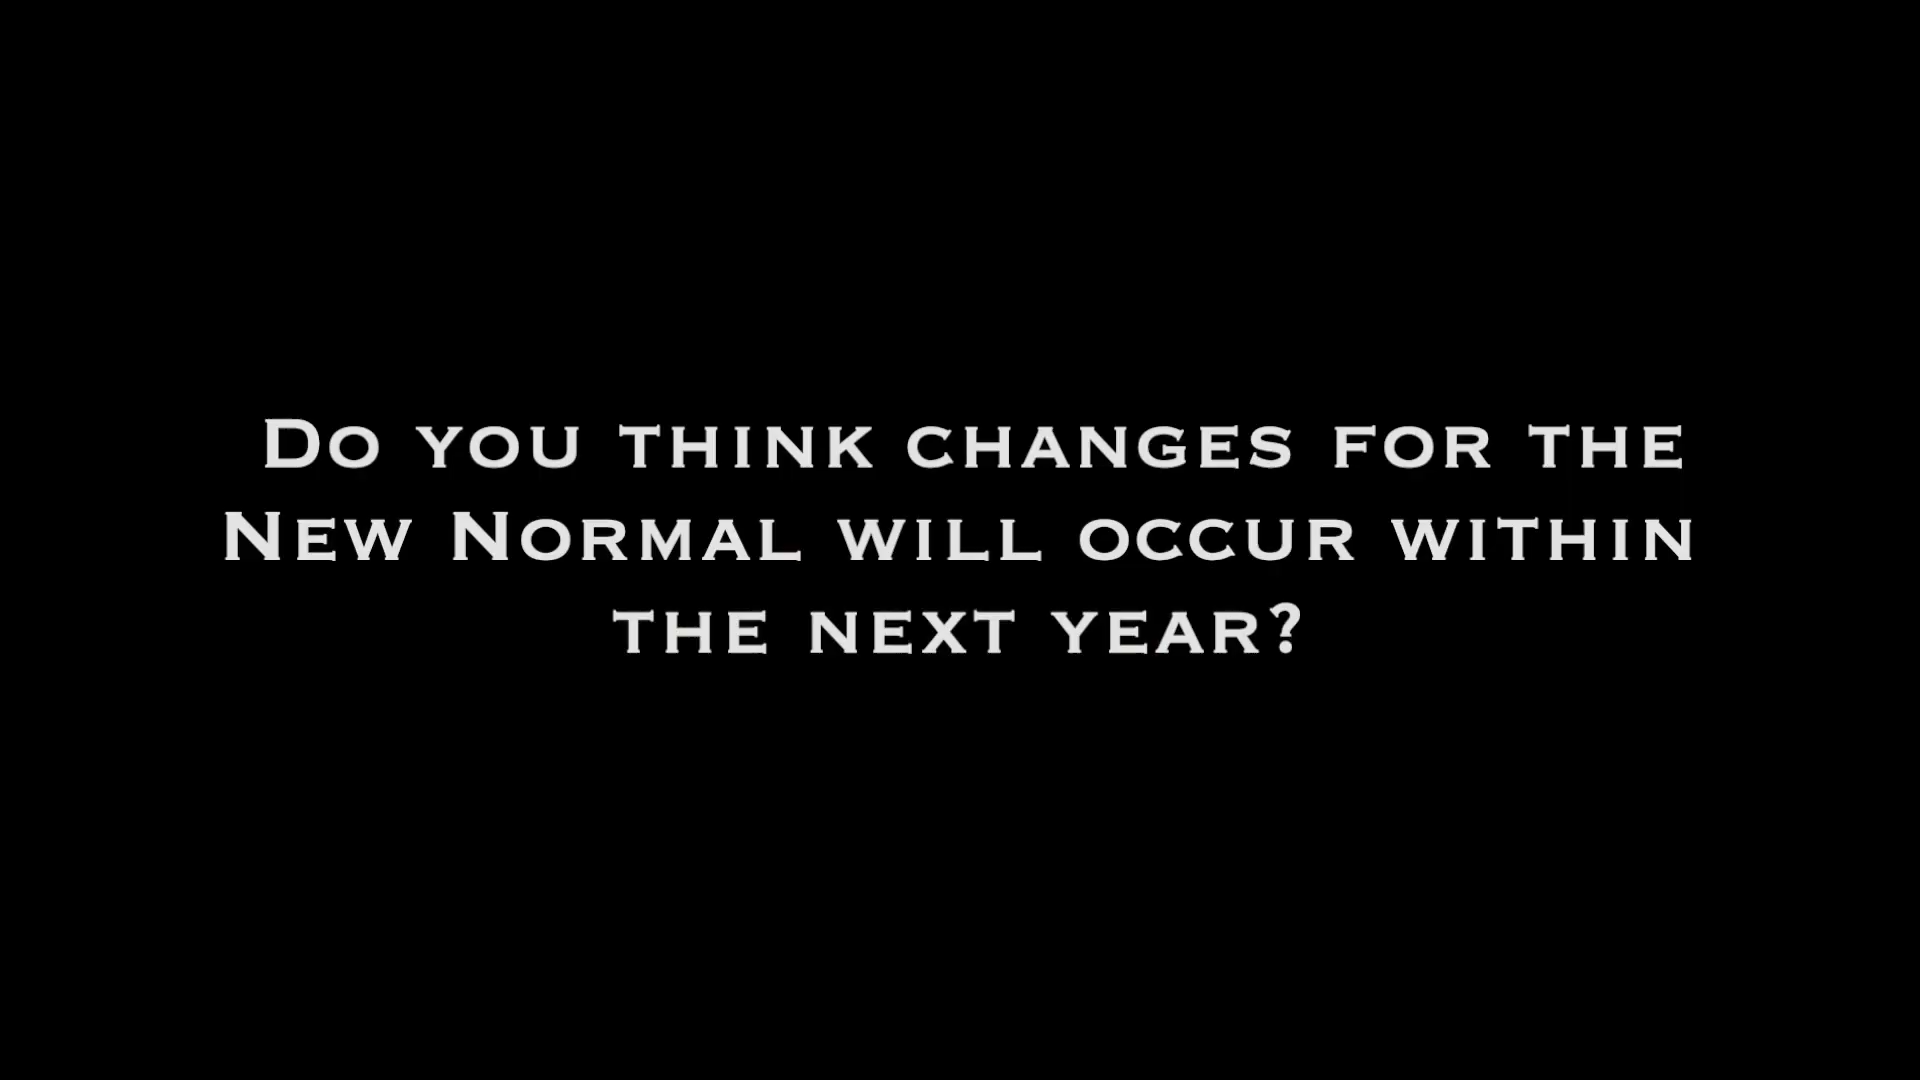 Do you think changes for the
New Normal will occur within
the next year?